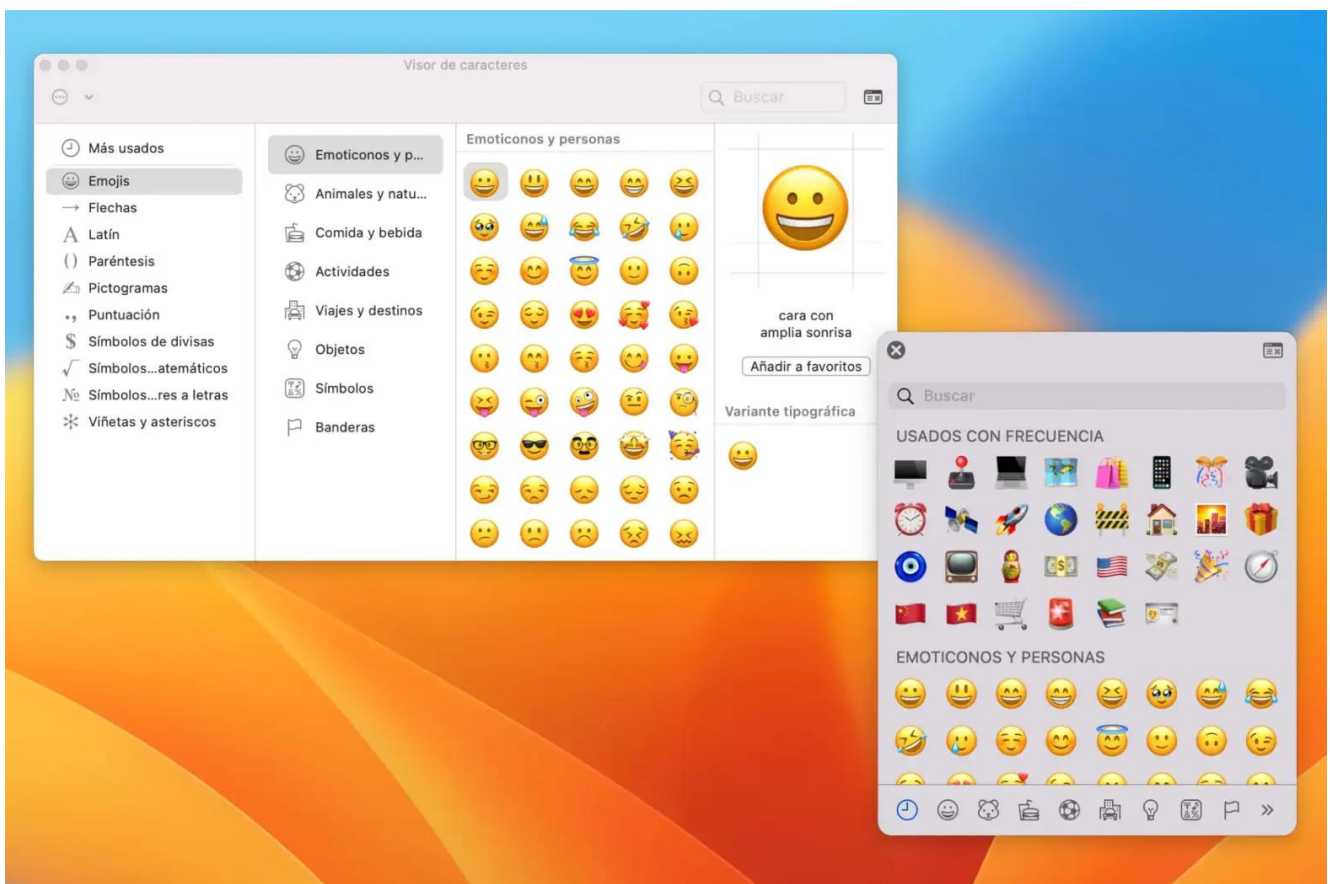 Visor de caracteres
Buscar
Más usados
Emojis
Flechas
Latín
Paréntesis
Pictogramas
Puntuación
Símbolos de divisas
Símbolos...atemáticos
Símbolos...res a letras
Viñetas y asteriscos
Emoticonos y p...
Animales y natu...
Comida y bebida
Actividades
Viajes y destinos
Objetos
Símbolos
Banderas
Emoticonos y personas
cara con
amplia sonrisa
Añadir a favoritos
Variante tipográfica
Buscar
USADOS CON FRECUENCIA
EMOTICONOS Y PERSONAS